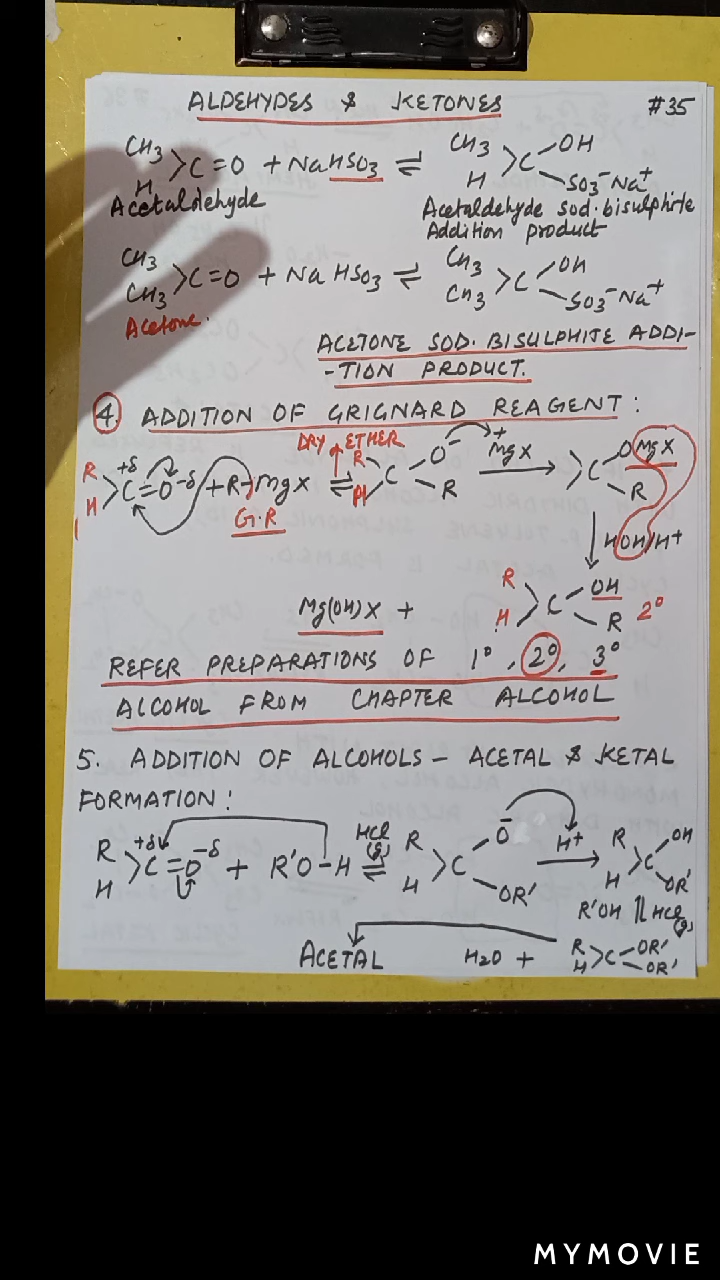 ALDEHYDES & KETONES #35
CH3 H >C=O + NaHSO3 ⇌ CH3 H >C OH SO3⁻Na⁺
Acetaldehyde Acetaldehyde sod. bisulphite
Addition product
CH3 CH3 >C=O + NaHSO3 ⇌ CH3 CH3 >C OH SO3⁻Na⁺
Acetone.
ACETONE SOD. BISULPHITE ADDI-
-TION PRODUCT.
4 ADDITION OF GRIGNARD REAGENT:
DRY ETHER
R H >C=O +δ -δ + R-MgX ⇌ R H C O⁻ R +MgX → >C OMgX R
G.R
HOH/H⁺
Mg(OH)X + R H >C OH R 2°
REFER PREPARATIONS OF 1°, 2°, 3°
ALCOHOL FROM CHAPTER ALCOHOL
5. ADDITION OF ALCOHOLS - ACETAL & KETAL
FORMATION:
R H >C=O +δ -δ + R'O-H HCl (g) ⇌ R H >C O⁻ OR' H⁺ → R H >C OH OR'
R'OH HCl (g)
ACETAL H2O + R H >C OR' OR'
MYMOVIE